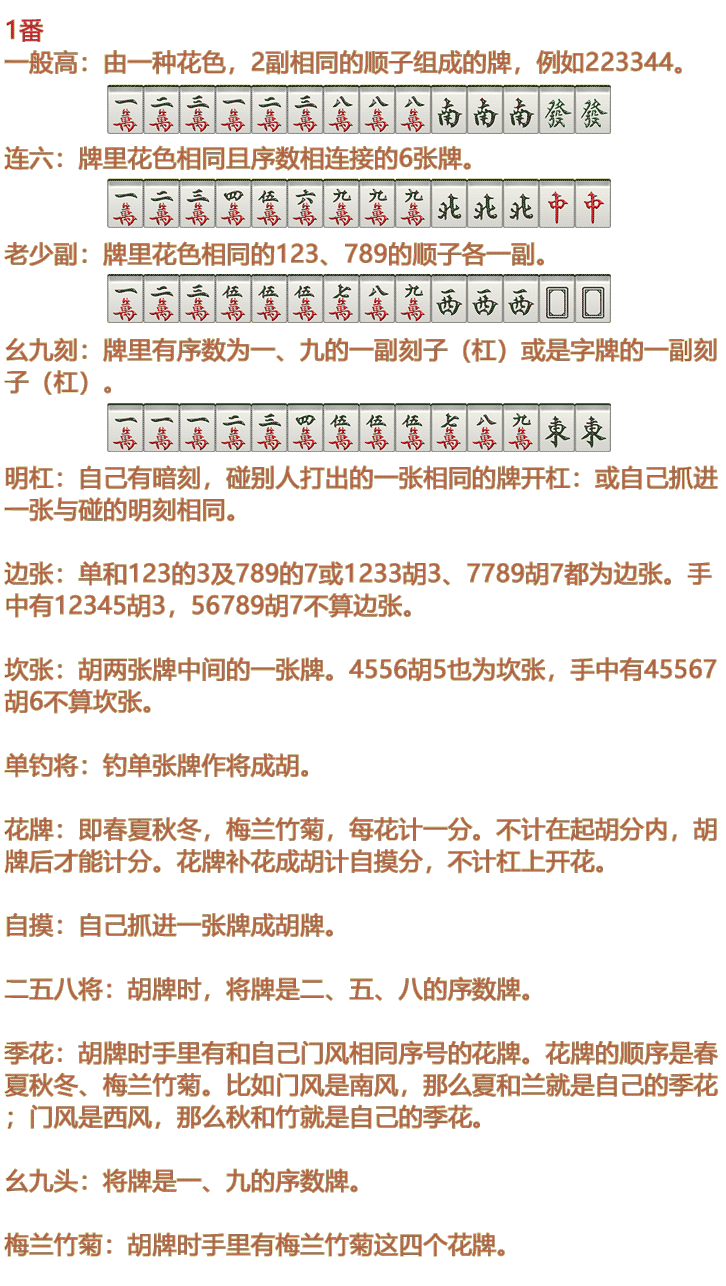 1番
一般高：由一种花色，2副相同的顺子组成的牌，例如223344。
一萬 二萬 三萬 一萬 二萬 三萬 八萬 八萬 八萬 南 南 南 發 發
连六：牌里花色相同且序数相连接的6张牌。
一萬 二萬 三萬 四萬 伍萬 六萬 九萬 九萬 九萬 北 北 北 中 中
老少副：牌里花色相同的123、789的顺子各一副。
一萬 二萬 三萬 伍萬 伍萬 伍萬 七萬 八萬 九萬 西 西 西
幺九刻：牌里有序数为一、九的一副刻子（杠）或是字牌的一副刻
子（杠）。
一萬 一萬 一萬 二萬 三萬 四萬 伍萬 伍萬 伍萬 七萬 八萬 九萬 東 東
明杠：自己有暗刻，碰别人打出的一张相同的牌开杠：或自己抓进
一张与碰的明刻相同。
边张：单和123的3及789的7或1233胡3、7789胡7都为边张。手
中有12345胡3，56789胡7不算边张。
坎张：胡两张牌中间的一张牌。4556胡5也为坎张，手中有45567
胡6不算坎张。
单钓将：钓单张牌作将成胡。
花牌：即春夏秋冬，梅兰竹菊，每花计一分。不计在起胡分内，胡
牌后才能计分。花牌补花成胡计自摸分，不计杠上开花。
自摸：自己抓进一张牌成胡牌。
二五八将：胡牌时，将牌是二、五、八的序数牌。
季花：胡牌时手里有和自己门风相同序号的花牌。花牌的顺序是春
夏秋冬、梅兰竹菊。比如门风是南风，那么夏和兰就是自己的季花
；门风是西风，那么秋和竹就是自己的季花。
幺九头：将牌是一、九的序数牌。
梅兰竹菊：胡牌时手里有梅兰竹菊这四个花牌。